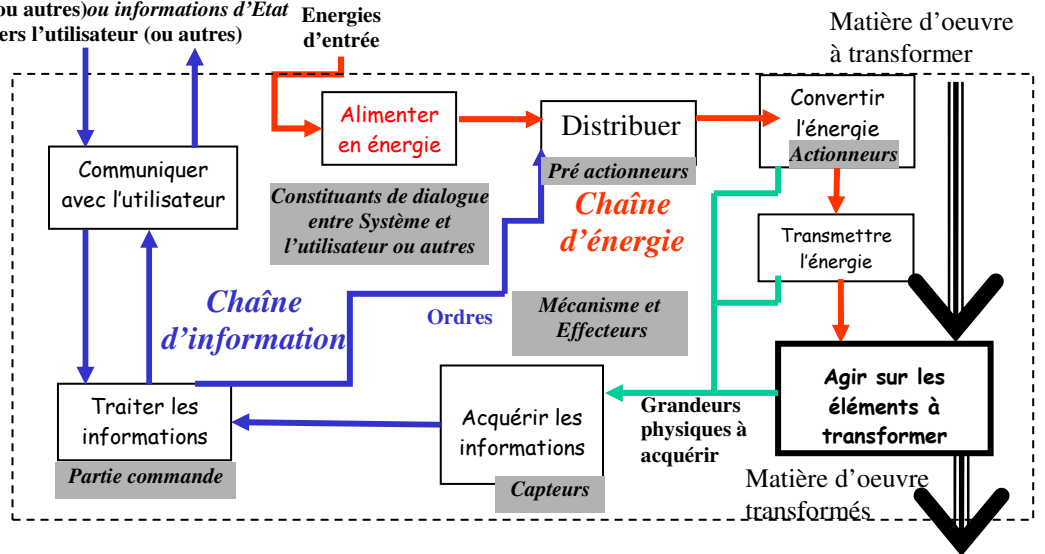 ou autres)ou informations d'Etat
ers l'utilisateur (ou autres)
Energies
d'entrée
Matière d'oeuvre
à transformer
Alimenter
en énergie
Distribuer
Pré actionneurs
Convertir
l'énergie
Actionneurs
Communiquer
avec l'utilisateur
Constituants de dialogue
entre Système et
l'utilisateur ou autres
Chaîne
d'énergie
Transmettre
l'énergie
Chaîne
d'information
Ordres
Mécanisme et
Effecteurs
Traiter les
informations
Partie commande
Acquérir les
informations
Capteurs
Grandeurs
physiques à
acquérir
Agir sur les
éléments à
transformer
Matière d'oeuvre
transformés